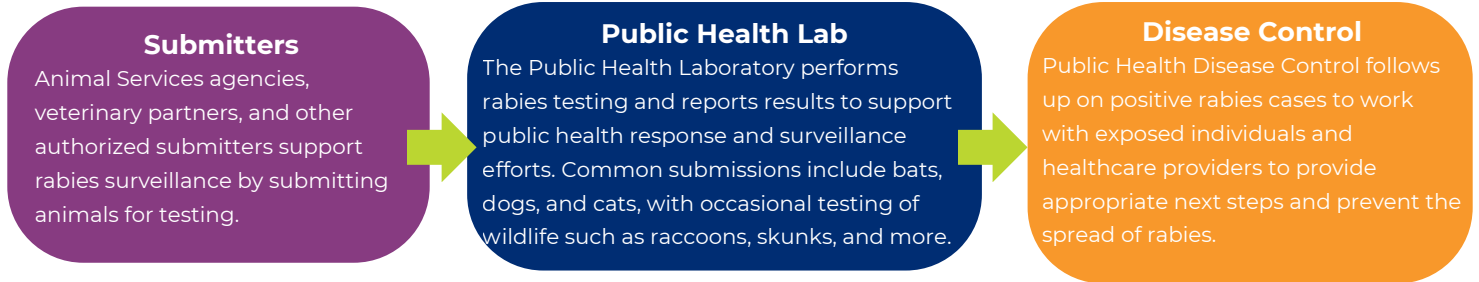 Submitters
Animal Services agencies,
veterinary partners, and other
authorized submitters support
rabies surveillance by submitting
animals for testing.
Public Health Lab
The Public Health Laboratory performs
rabies testing and reports results to support
public health response and surveillance
efforts. Common submissions include bats,
dogs, and cats, with occasional testing of
wildlife such as raccoons, skunks, and more.
Disease Control
Public Health Disease Control follows
up on positive rabies cases to work
with exposed individuals and
healthcare providers to provide
appropriate next steps and prevent the
spread of rabies.